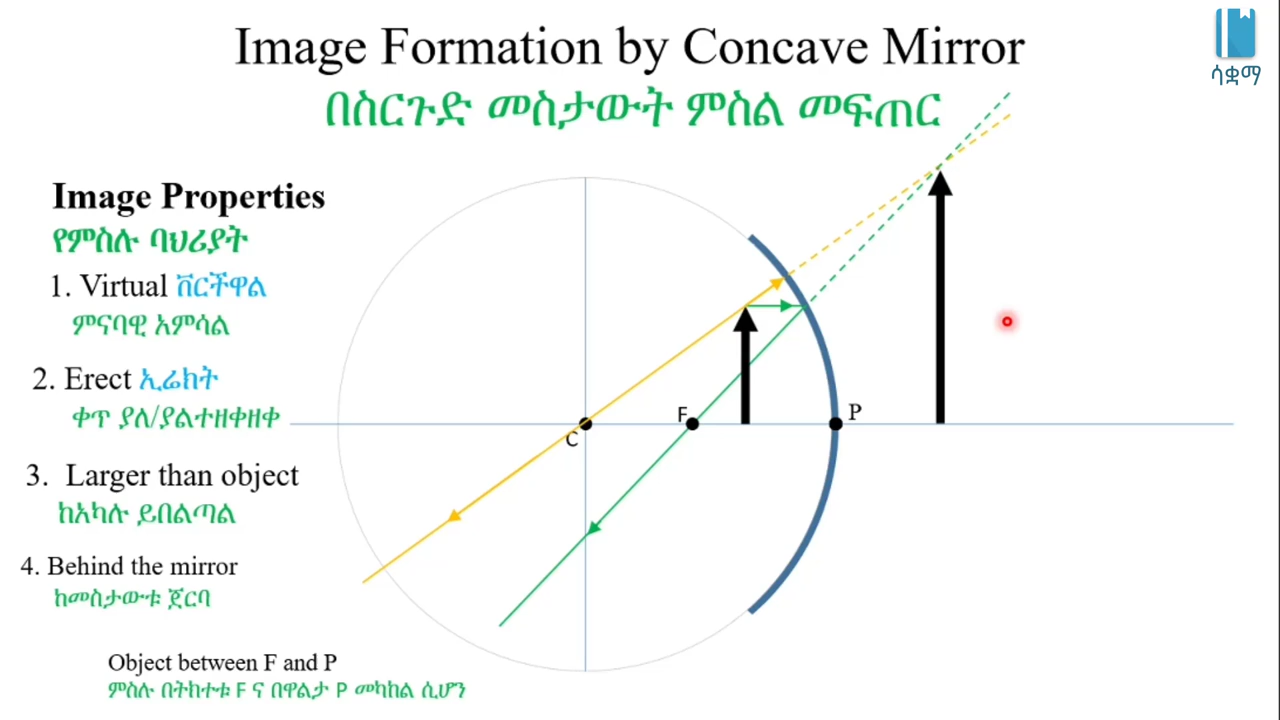 Image Formation by Concave Mirror
በስርጉድ መስታውት ምስል መፍጠር
ሳቋማ
Image Properties
የምስሉ ባህሪያት
1. Virtual ቨርችዋል
ምናባዊ አምሳል
2. Erect ኢሬክት
ቀጥ ያለ/ያልተዘቀዘቀ
3. Larger than object
ከአካሉ ይበልጣል
4. Behind the mirror
ከመስታውቱ ጀርባ
Object between F and P
ምስሉ በትከተቱ F ና በዋልታ P መካከል ሲሆን
C
F
P